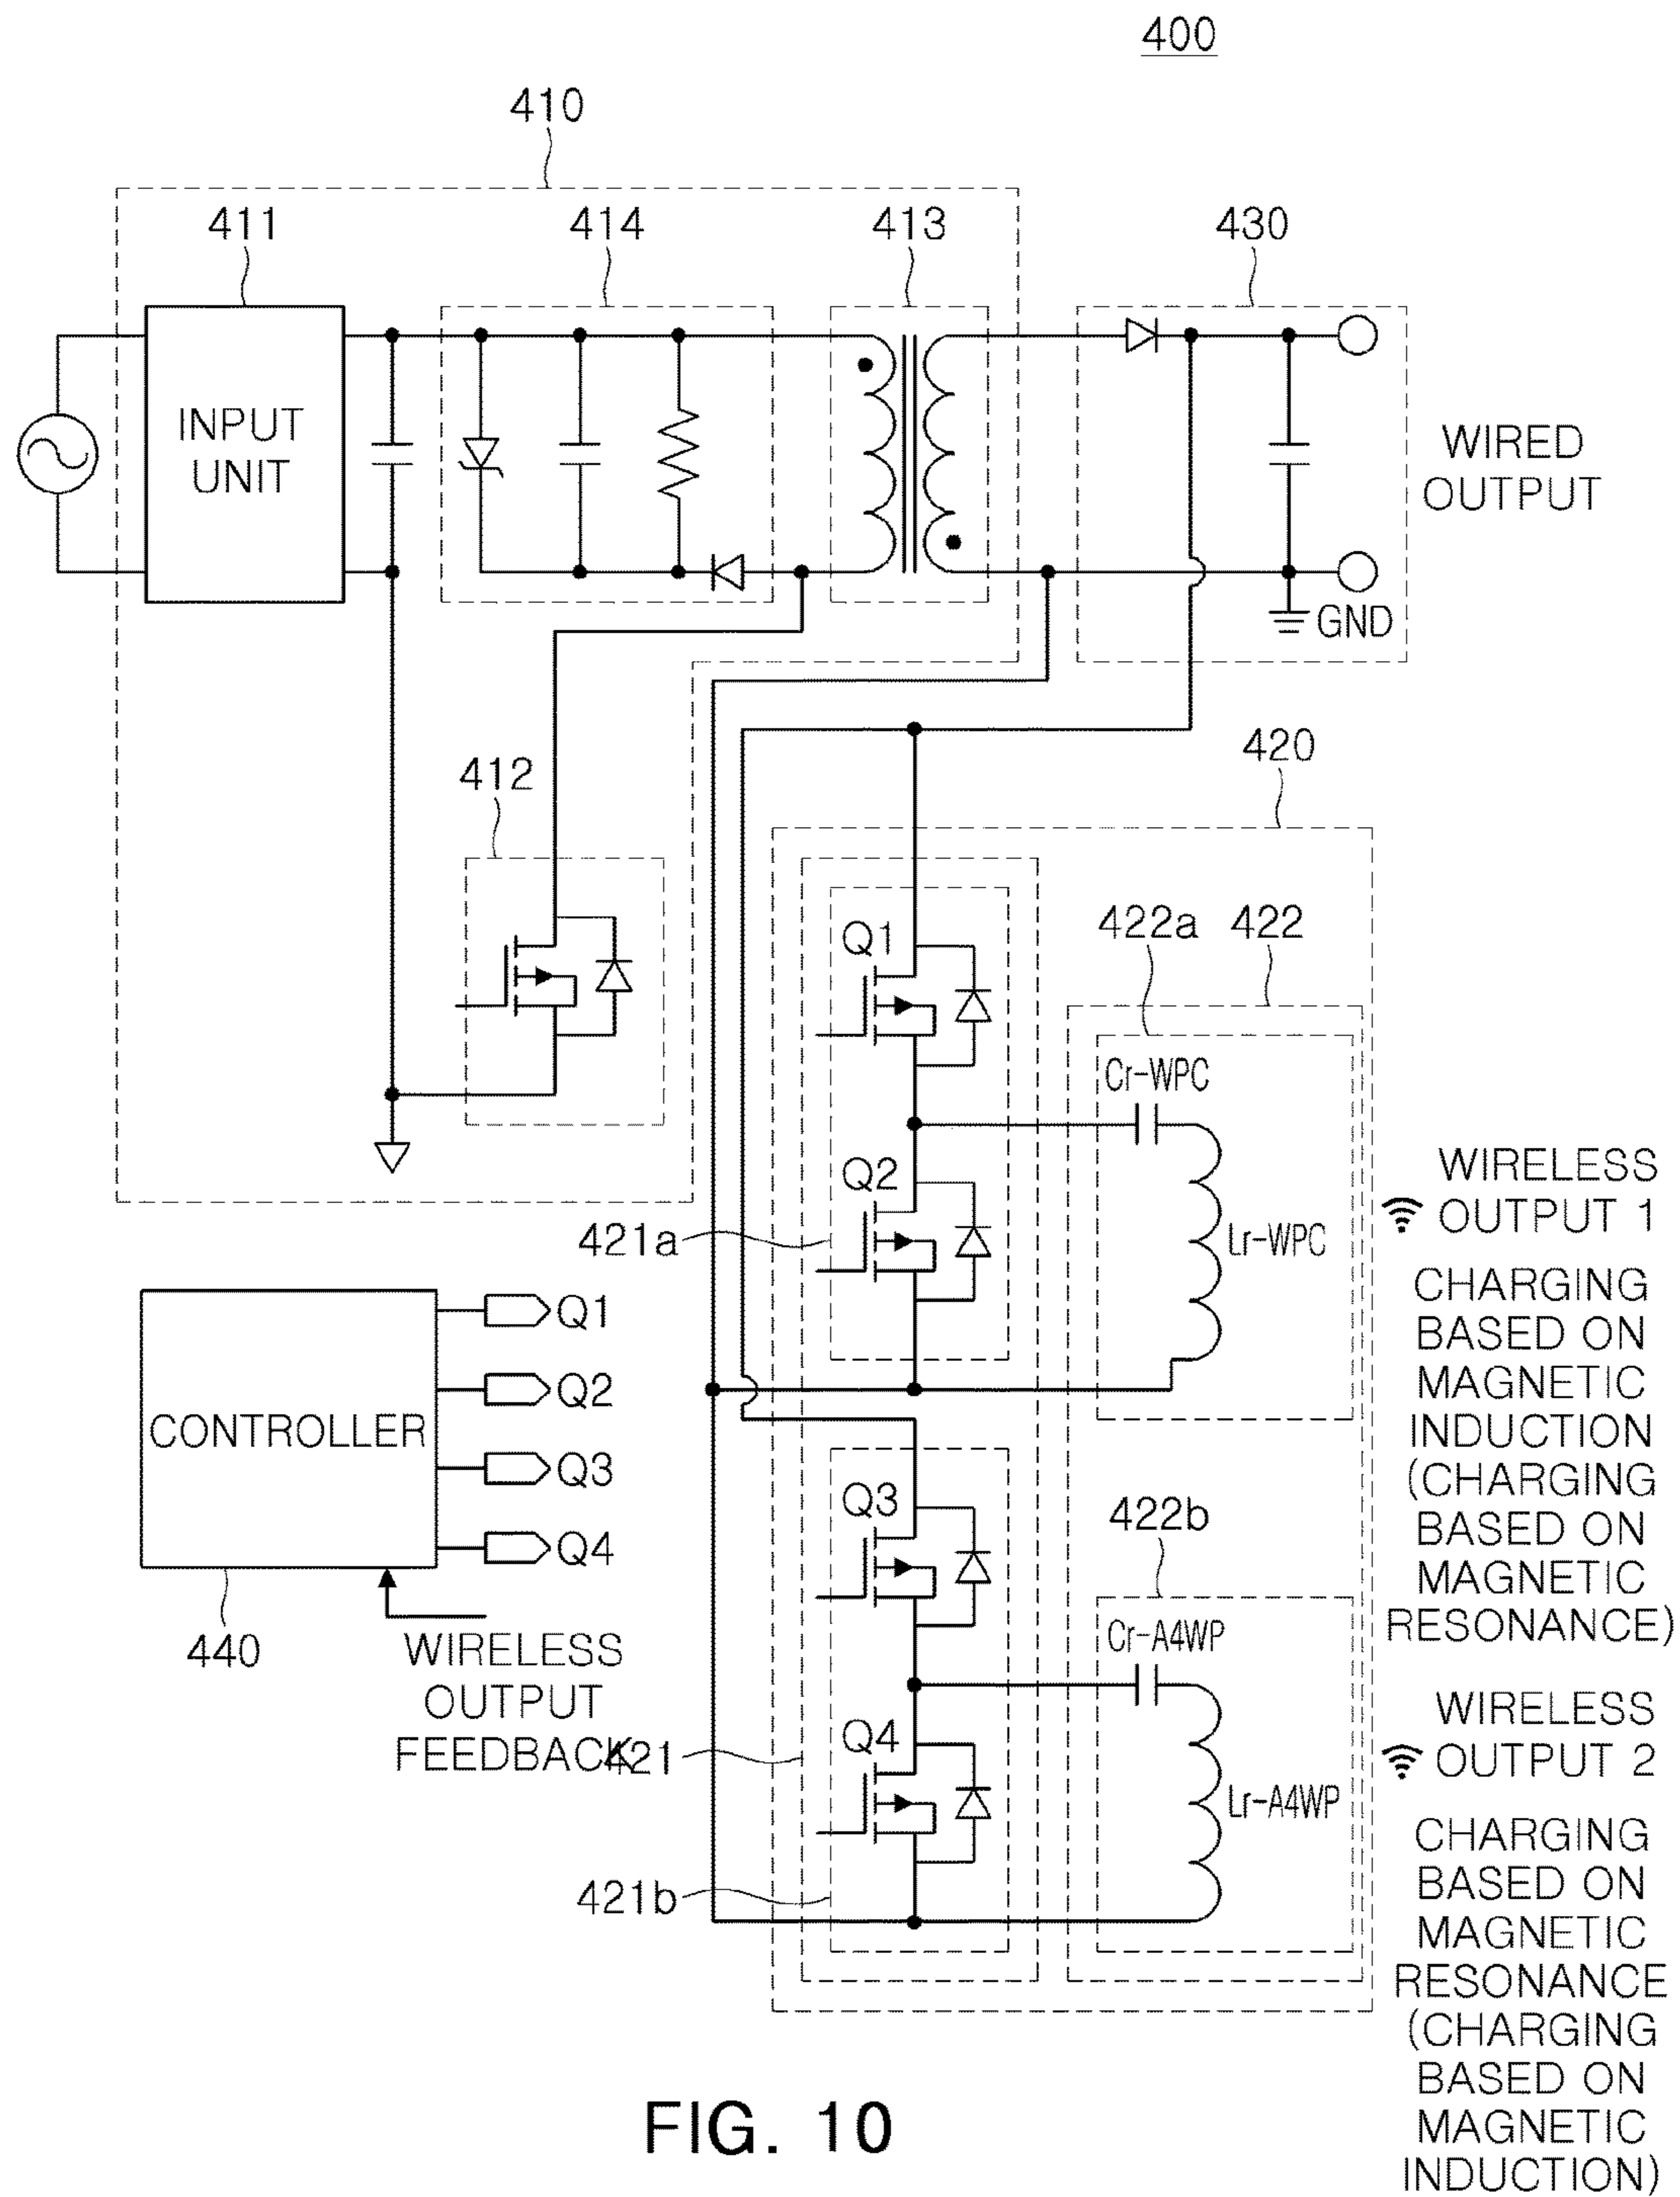 400
410
411
414
413
430
INPUT
UNIT
WIRED
OUTPUT
GND
420
412
Q1
422a
422
Cr-WPC
Q2
421a
Lr-WPC
WIRELESS
OUTPUT 1
CHARGING
BASED ON
MAGNETIC
INDUCTION
(CHARGING
BASED ON
MAGNETIC
RESONANCE)
CONTROLLER
Q1
Q2
Q3
Q4
440
WIRELESS
OUTPUT
FEEDBACK
421
Q3
422b
Cr-A4WP
Q4
Lr-A4WP
421b
WIRELESS
OUTPUT 2
CHARGING
BASED ON
MAGNETIC
RESONANCE
(CHARGING
BASED ON
MAGNETIC
INDUCTION)
FIG. 10